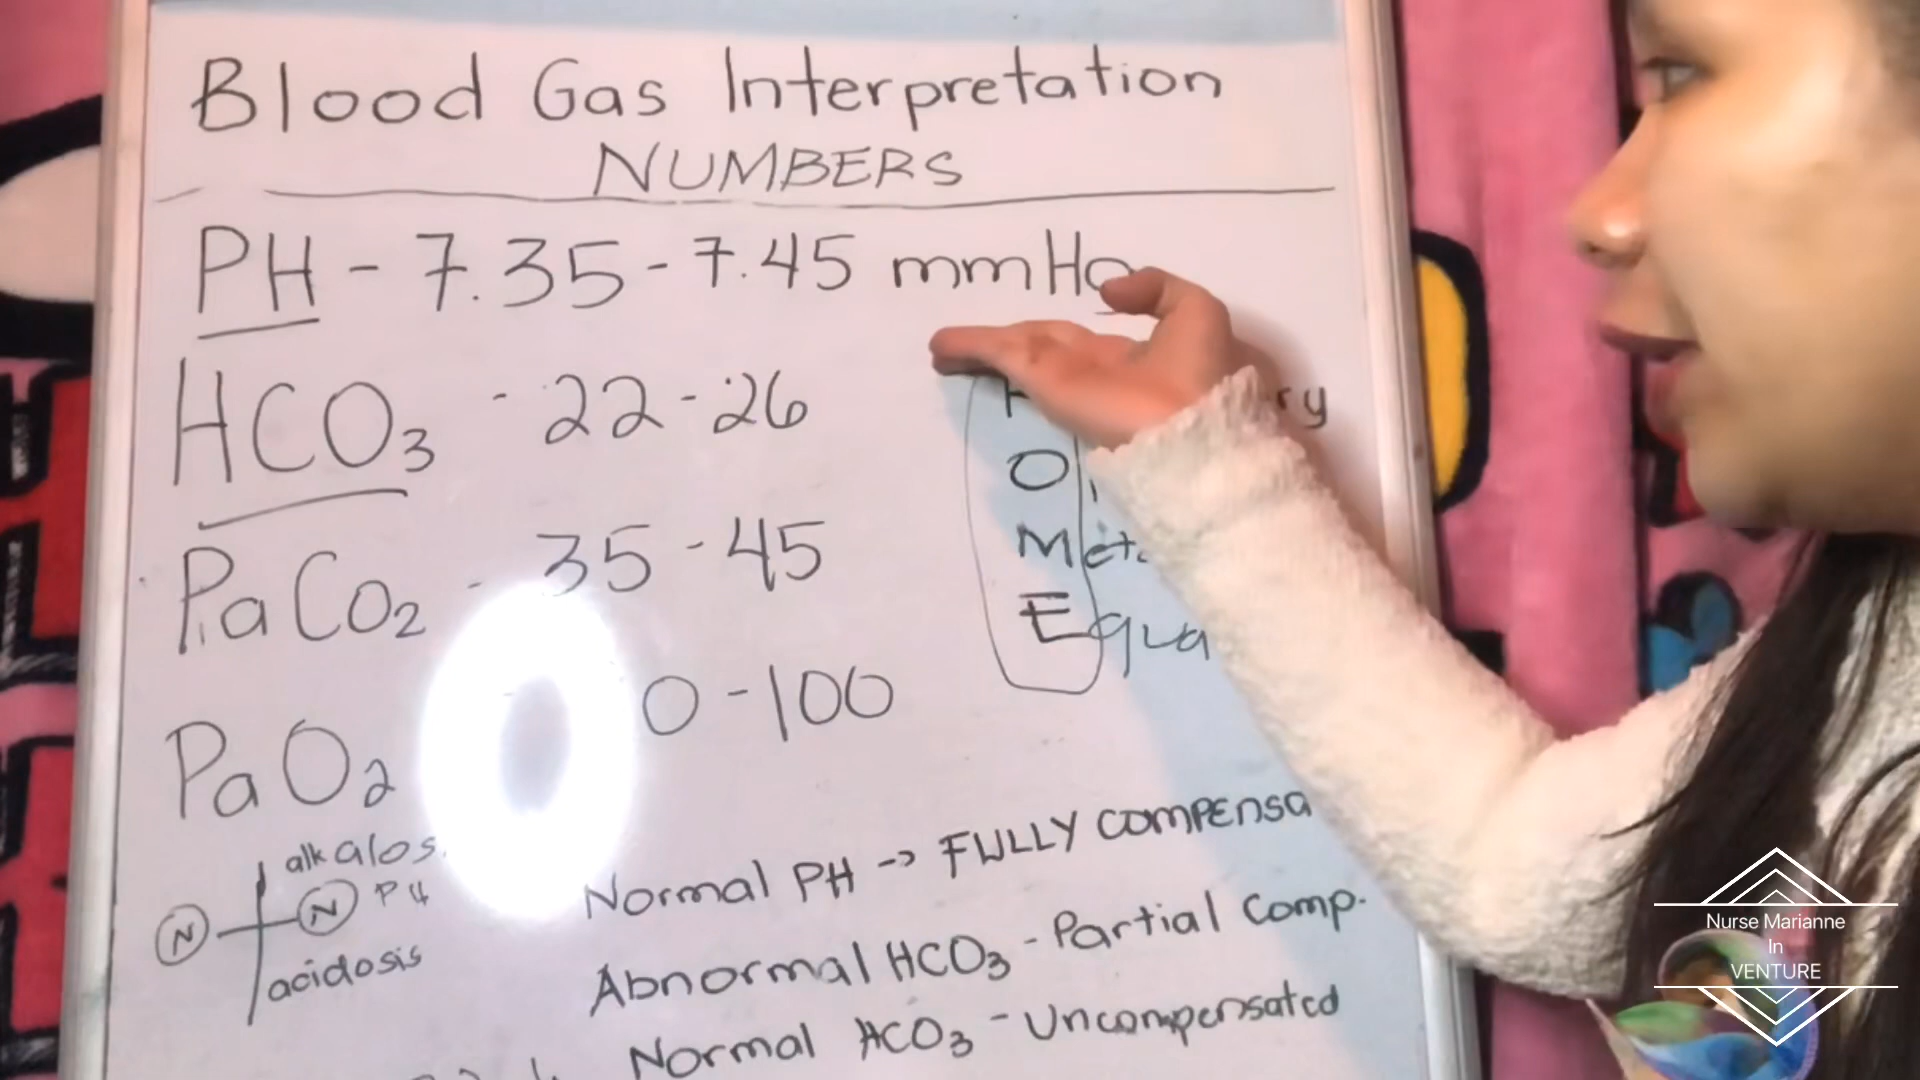 Blood Gas Interpretation
NUMBERS
PH - 7.35 - 7.45 mmHg
HCO3 - 22-26
PaCO2 - 35 - 45
PaO2 0-100
ry
O
M
E
alkalos
N N PH
acidosis
Normal PH -> FULLY COMPENSA
Abnormal HCO3 - Partial Comp.
Normal HCO3 - Uncompensated
Nurse Marianne
In
VENTURE